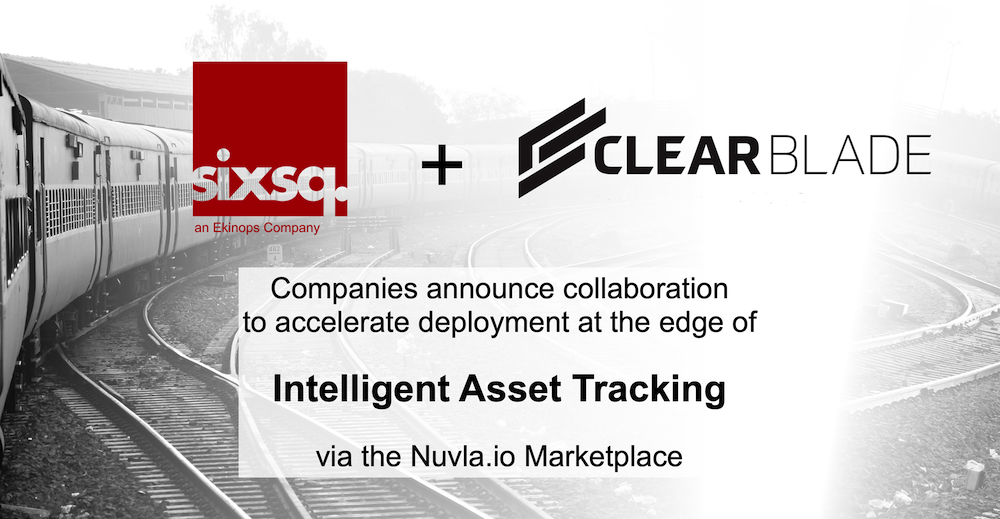 sixsq.
an Ekinops Company
+
CLEARBLADE
Companies announce collaboration
to accelerate deployment at the edge of
Intelligent Asset Tracking
via the Nuvla.io Marketplace